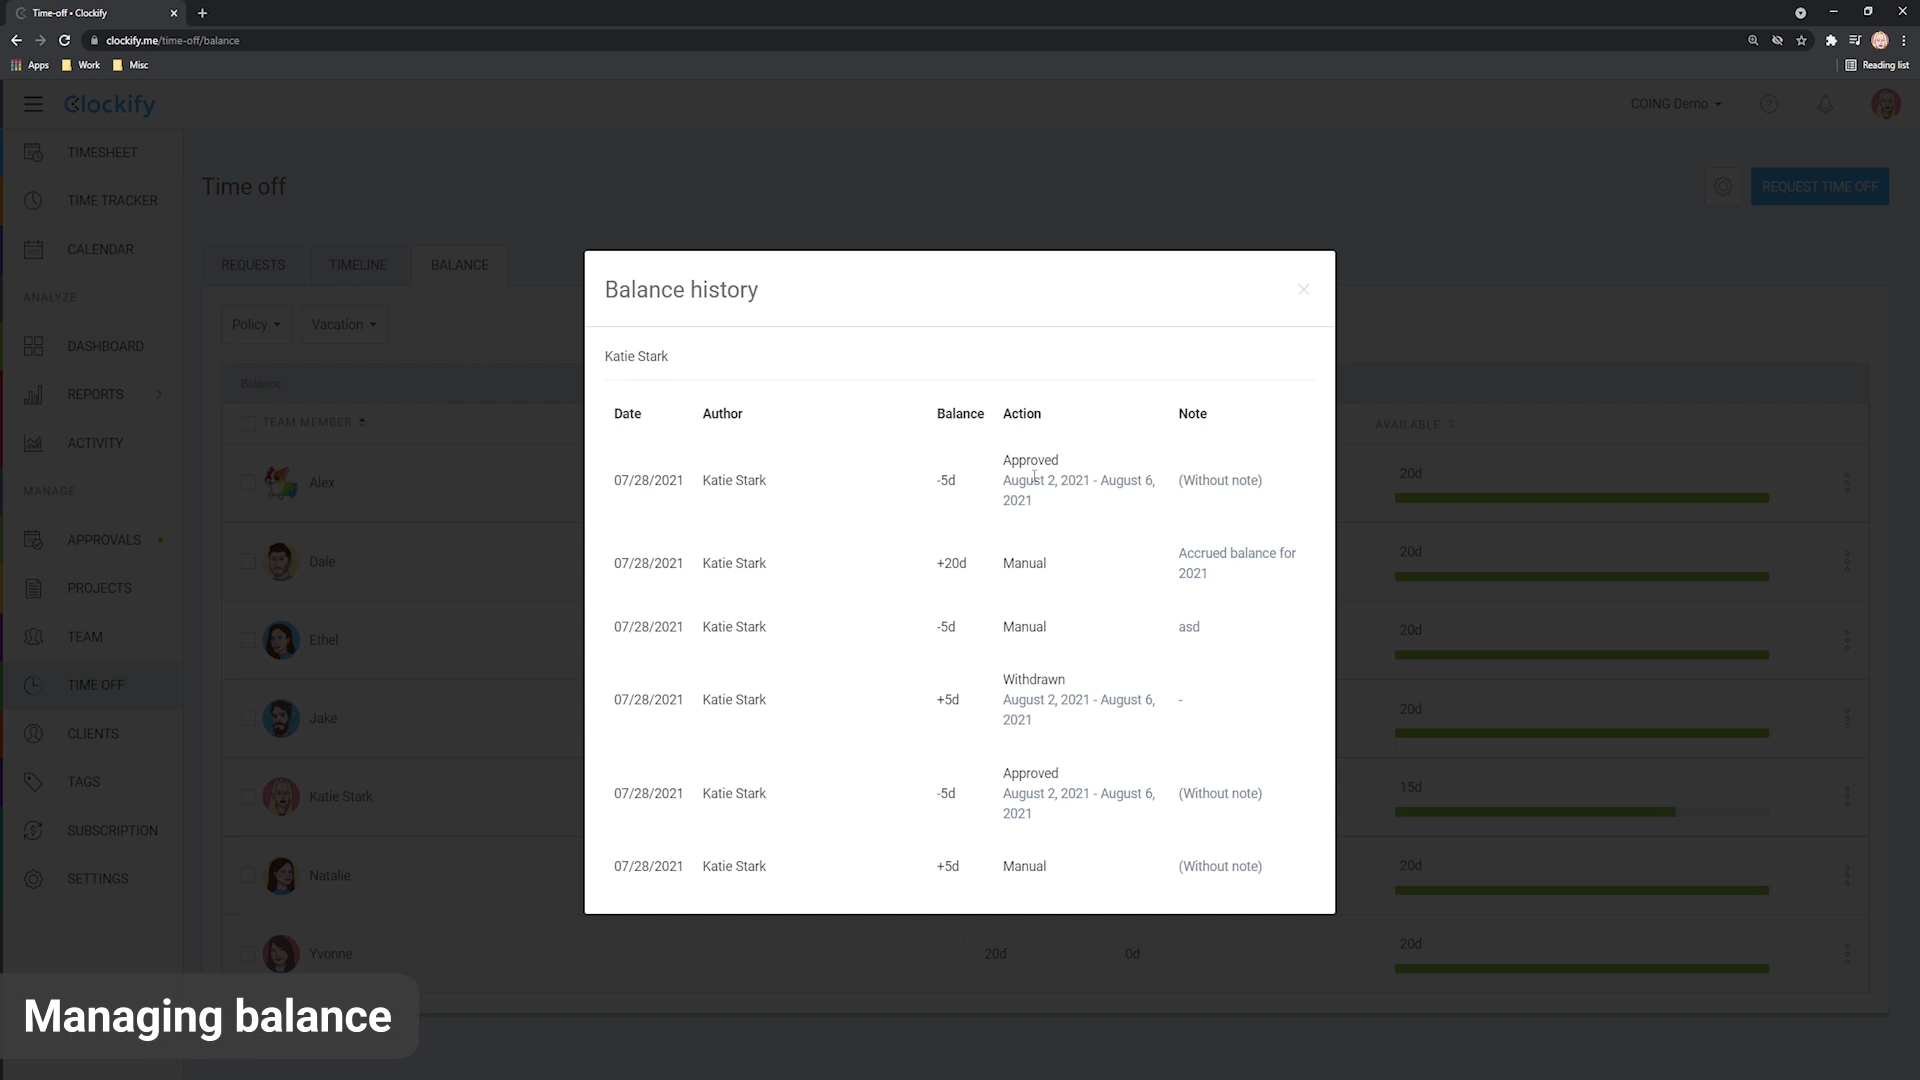 Time-off - Clockify
clockify.me/time-off/balance
Apps Work Misc
Reading list
Clockify
COING Demo
TIMESHEET
TIME TRACKER
CALENDAR
ANALYZE
DASHBOARD
REPORTS
ACTIVITY
MANAGE
APPROVALS
PROJECTS
TEAM
TIME OFF
CLIENTS
TAGS
SUBSCRIPTION
SETTINGS
Time off
REQUEST TIME OFF
REQUESTS TIMELINE BALANCE
Policy Vacation
Balance
TEAM MEMBER AVAILABLE
Alex 20d
Dale 20d
Ethel 20d
Jake 20d
Katie Stark 15d
Natalie 20d
Yvonne 20d 0d 20d
Balance history
Katie Stark
Date Author Balance Action Note
07/28/2021 Katie Stark -5d Approved
August 2, 2021 - August 6,
2021
(Without note)
07/28/2021 Katie Stark +20d Manual Accrued balance for
2021
07/28/2021 Katie Stark -5d Manual asd
07/28/2021 Katie Stark +5d Withdrawn
August 2, 2021 - August 6,
2021
-
07/28/2021 Katie Stark -5d Approved
August 2, 2021 - August 6,
2021
(Without note)
07/28/2021 Katie Stark +5d Manual (Without note)
Managing balance